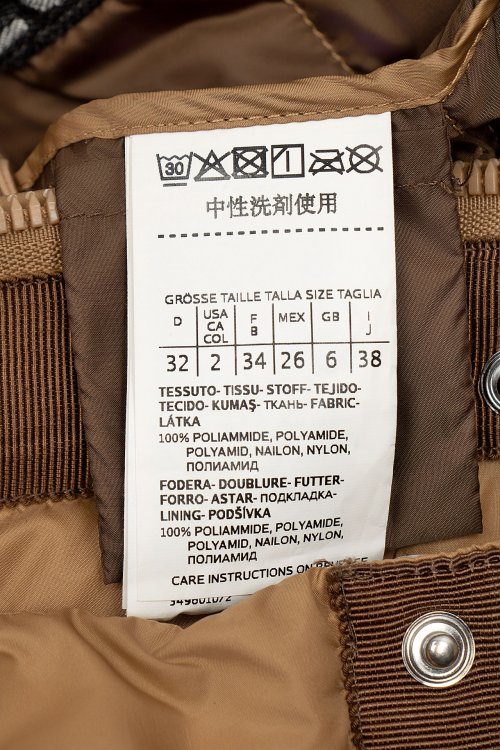 30
中性洗剤使用
GRÖSSE TAILLE TALLA SIZE TAGLIA
D USA CA COL F B MEX GB I J
32 2 34 26 6 38
TESSUTO- TISSU- STOFF- TEJIDO-
TECIDO- KUMAŞ- ТКАНЬ- FABRIC-
LÁTKA
100% POLIAMMIDE, POLYAMIDE,
POLYAMID, NAILON, NYLON,
ПОЛИАМИД
FODERA- DOUBLURE- FUTTER-
FORRO- ASTAR- ПОДКЛАДКА-
LINING- PODŠÍVKA
100% POLIAMMIDE, POLYAMIDE,
POLYAMID, NAILON, NYLON,
ПОЛИАМИД
CARE INSTRUCTIONS ON REVERSE